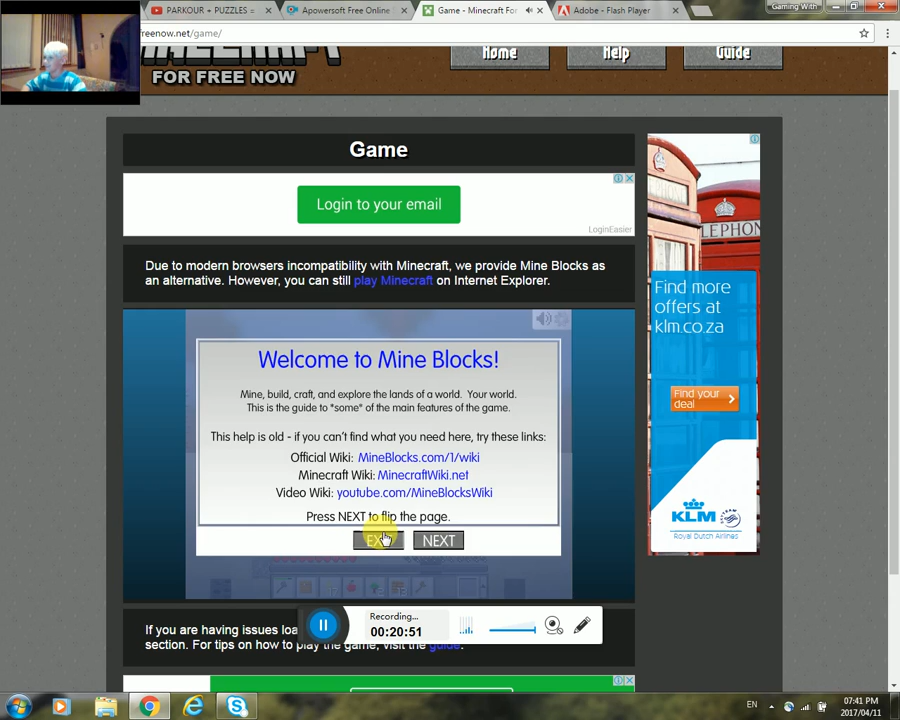 PARKOUR + PUZZLES =
Apowersoft Free Online
Game - Minecraft For
Adobe - Flash Player
Gaming With
freenow.net/game/
MINECRAFT
FOR FREE NOW
Home
Help
Guide
Game
Login to your email
LoginEasier
Due to modern browsers incompatibility with Minecraft, we provide Mine Blocks as
an alternative. However, you can still play Minecraft on Internet Explorer.
Welcome to Mine Blocks!
Mine, build, craft, and explore the lands of a world. Your world.
This is the guide to *some* of the main features of the game.
This help is old - if you can't find what you need here, try these links:
Official Wiki: MineBlocks.com/1/wiki
Minecraft Wiki: MinecraftWiki.net
Video Wiki: youtube.com/MineBlocksWiki
Press NEXT to flip the page.
NEXT
TELEPHONE
ELEPHO
Find more
offers at
klm.co.za
Find your
deal
KLM
Royal Dutch Airlines
If you are having issues loa
section. For tips on how to play the game, visit the guide.
Recording...
00:20:51
EN
07:41 PM
2017/04/11